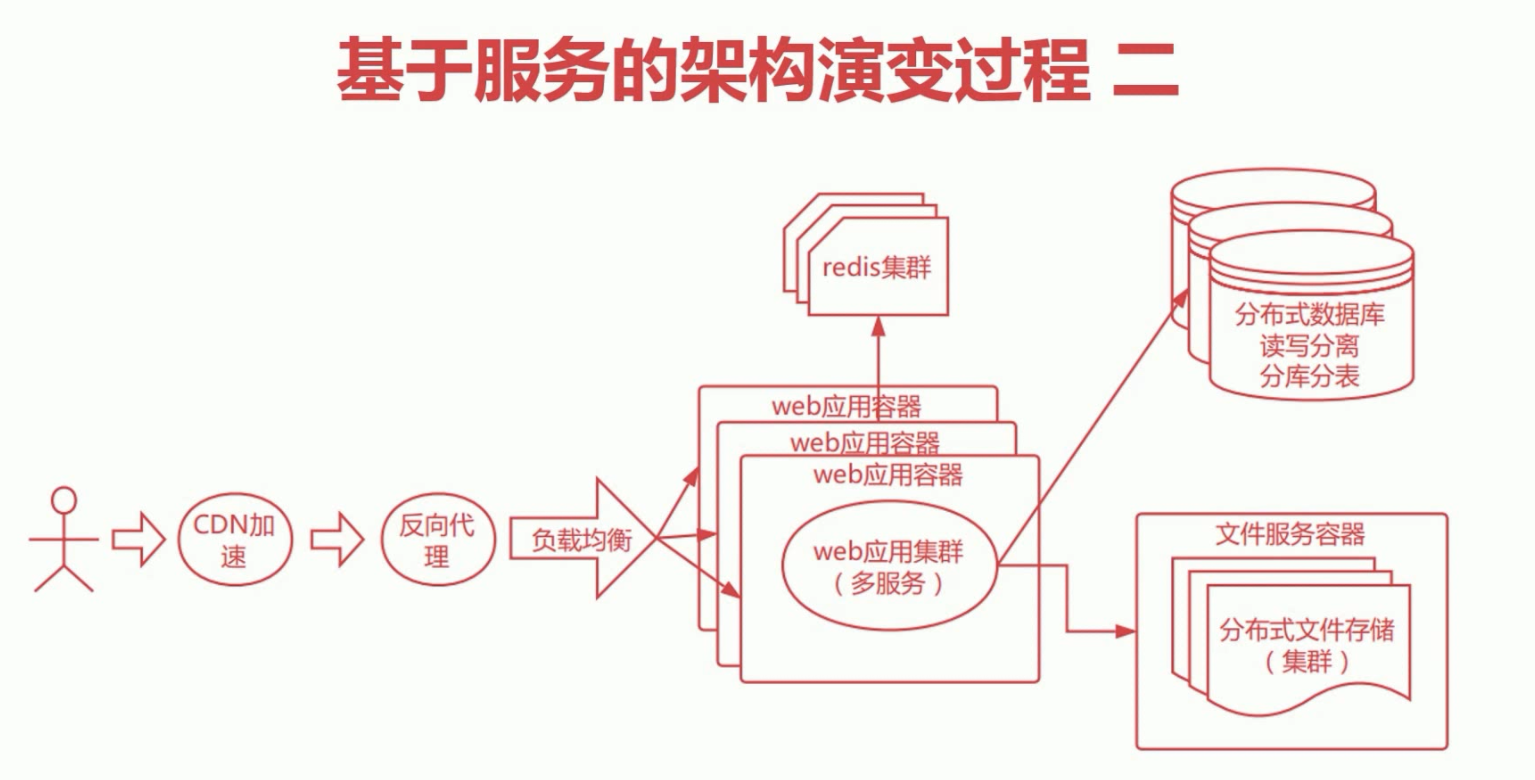 基于服务的架构演变过程 二
redis集群
分布式数据库
读写分离
分库分表
web应用容器
web应用容器
web应用容器
CDN加
速
反向代
理
负载均衡
web应用集群
（多服务）
文件服务容器
分布式文件存储
（集群）